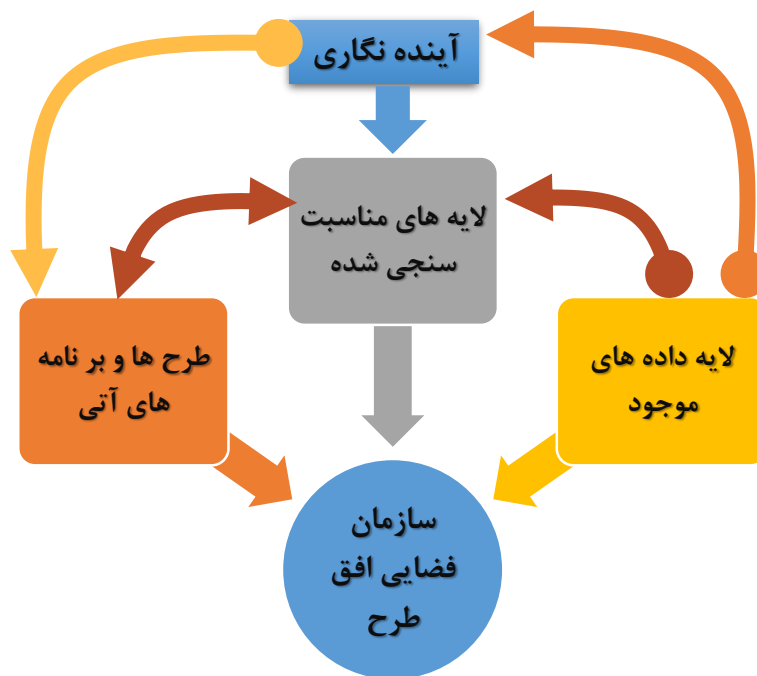 آینده نگاری
لایه های مناسبت
سنجی شده
لایه داده های
موجود
طرح ها و بر نامه
های آتی
سازمان
فضایی افق
طرح